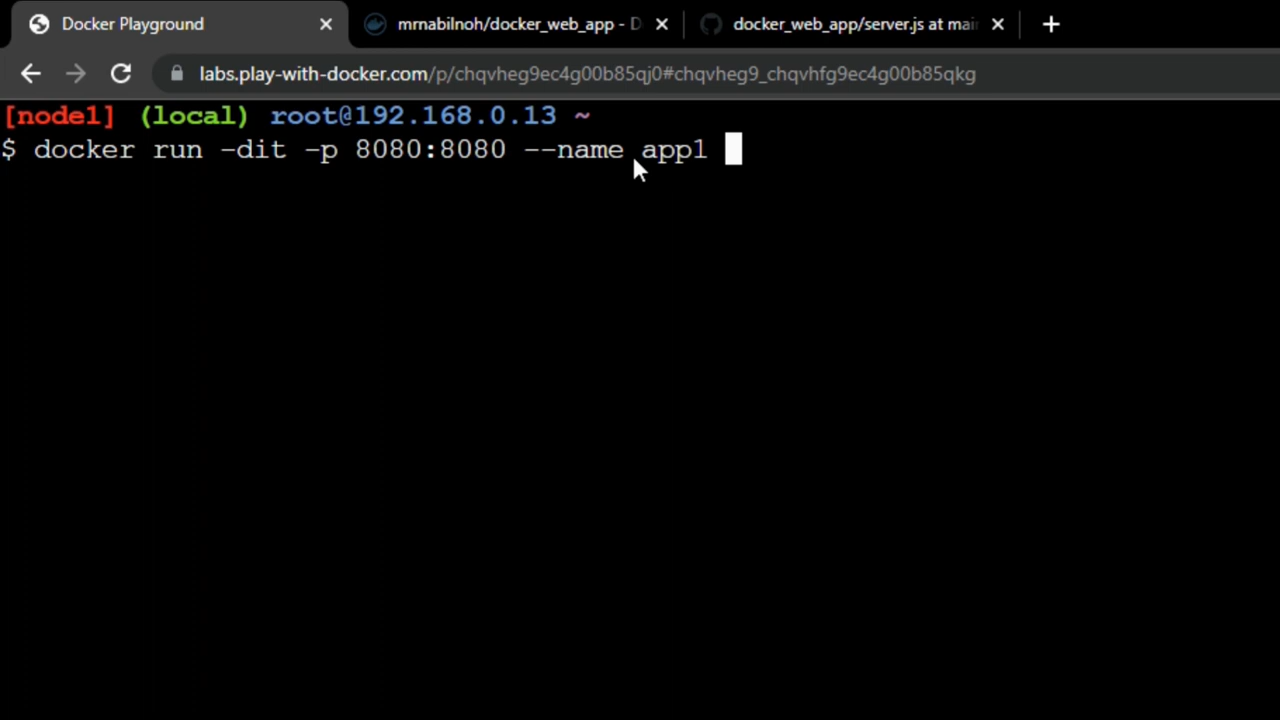 Docker Playground
mrnabilnoh/docker_web_app - D
docker_web_app/server.js at mai
labs.play-with-docker.com/p/chqvheg9ec4g00b85qj0#chqvheg9_chqvhfg9ec4g00b85qkg
[node1] (local) root@192.168.0.13 ~
$ docker run -dit -p 8080:8080 --name app1